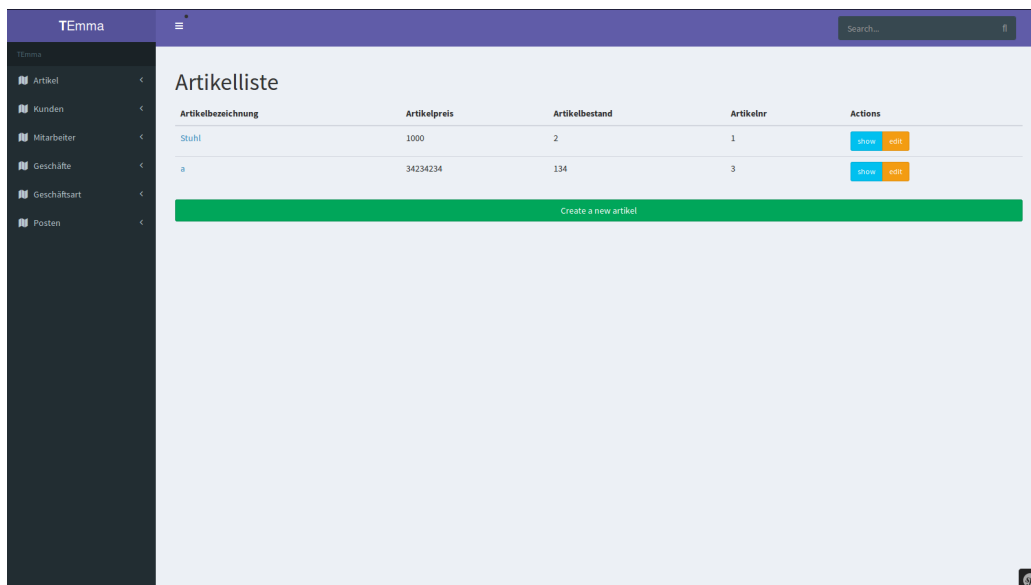 TEmma
Search...
TEmma
Artikel
Kunden
Mitarbeiter
Geschäfte
Geschäftsart
Posten
Artikelliste
Artikelbezeichnung Artikelpreis Artikelbestand Artikelnr Actions
Stuhl 1000 2 1 show edit
a 34234234 134 3 show edit
Create a new artikel